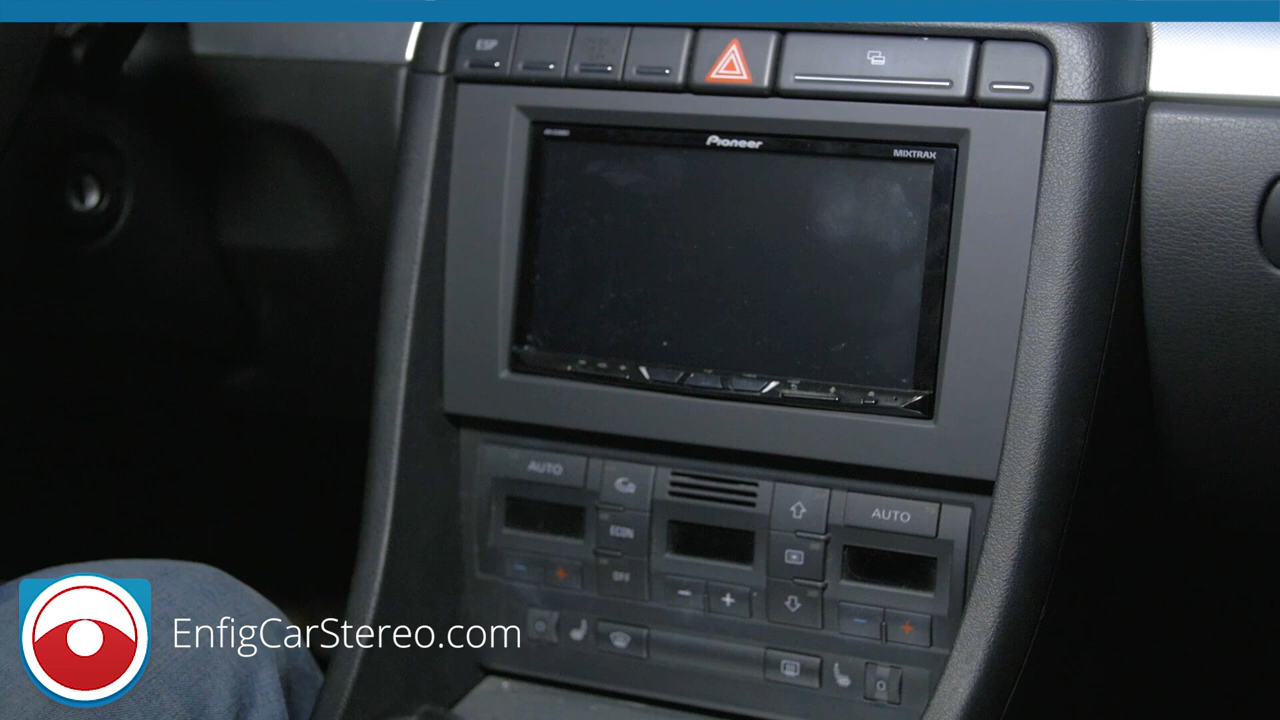 ESP
Pioneer
MIXTRAX
AUTO
ECON
OFF
AUTO
EnfigCarStereo.com